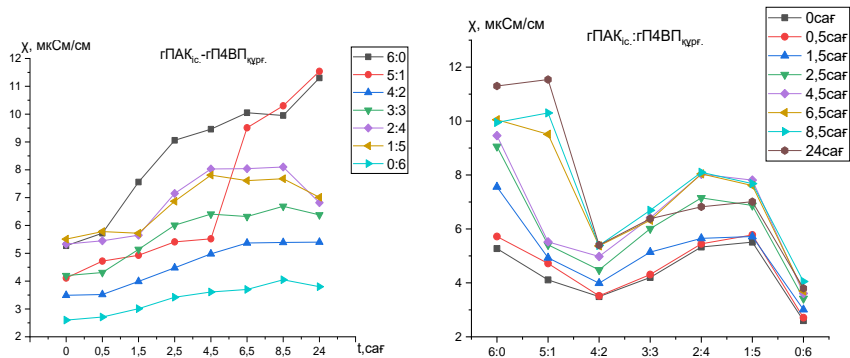 χ, мкСм/см
гПАКіс.-гП4ВПқұрғ.
12
11
10
9
8
7
6
5
4
3
2
0 0,5 1,5 2,5 4,5 6,5 8,5 24
t,сағ
6:0
5:1
4:2
3:3
2:4
1:5
0:6
χ, мкСм/см
гПАКіс.:гП4ВПқұрғ.
12
10
8
6
4
2
6:0 5:1 4:2 3:3 2:4 1:5 0:6
0сағ
0,5сағ
1,5сағ
2,5сағ
4,5сағ
6,5сағ
8,5сағ
24сағ